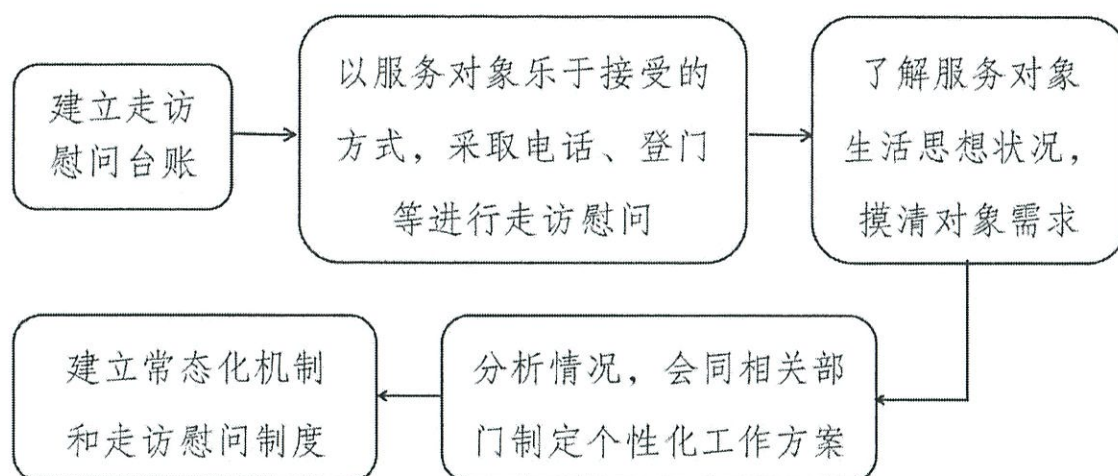 建立走访
慰问台账
以服务对象乐于接受的
方式，采取电话、登门
等进行走访慰问
了解服务对象
生活思想状况，
摸清对象需求
分析情况，会同相关部
门制定个性化工作方案
建立常态化机制
和走访慰问制度